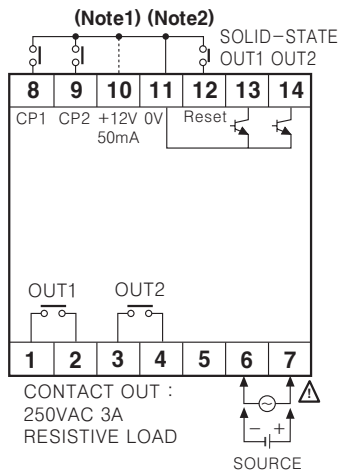 (Note1) (Note2)
SOLID-STATE
OUT1 OUT2
8 9 10 11 12 13 14
CP1 CP2 +12V 0V Reset
50mA
OUT1 OUT2
1 2 3 4 5 6 7
CONTACT OUT :
250VAC 3A
RESISTIVE LOAD
− +
SOURCE